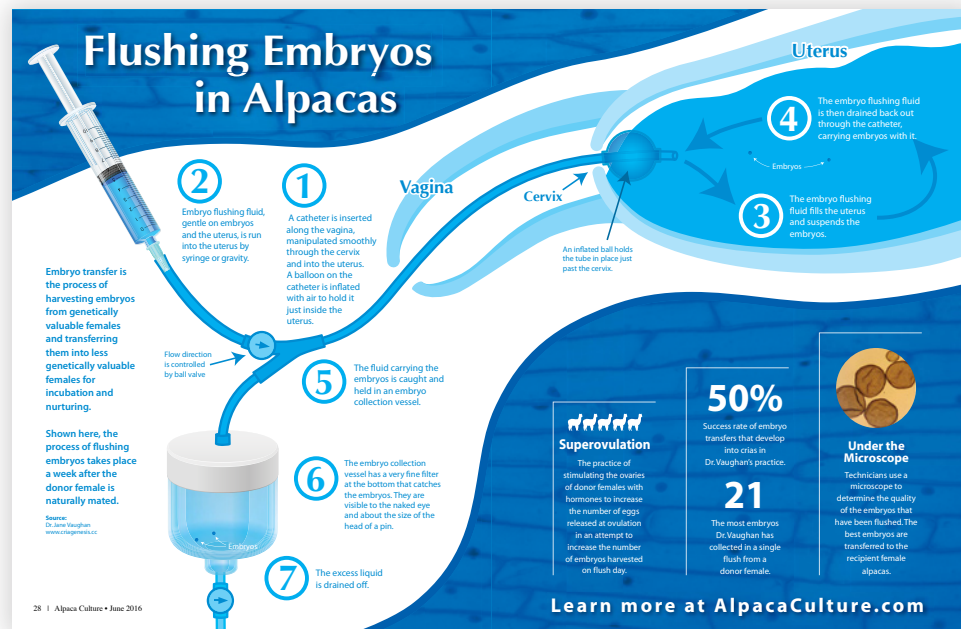 Flushing Embryos
in Alpacas
Embryo transfer is
the process of
harvesting embryos
from genetically
valuable females
and transferring
them into less
genetically valuable
females for
incubation and
nurturing.
Shown here, the
process of flushing
embryos takes place
a week after the
donor female is
naturally mated.
Source:
Dr. Jane Vaughan
www.criagenesis.cc
1
A catheter is inserted
along the vagina,
manipulated smoothly
through the cervix
and into the uterus.
A balloon on the
catheter is inflated
with air to hold it
just inside the
uterus.
2
Embryo flushing fluid,
gentle on embryos
and the uterus, is run
into the uterus by
syringe or gravity.
Vagina
Cervix
Uterus
An inflated ball holds
the tube in place just
past the cervix.
3
The embryo flushing
fluid fills the uterus
and suspends the
embryos.
Embryos
4
The embryo flushing fluid
is then drained back out
through the catheter,
carrying embryos with it.
Flow direction
is controlled
by ball valve
5
The fluid carrying the
embryos is caught and
held in an embryo
collection vessel.
6
The embryo collection
vessel has a very fine filter
at the bottom that catches
the embryos. They are
visible to the naked eye
and about the size of the
head of a pin.
Embryos
7
The excess liquid
is drained off.
Superovulation
The practice of
stimulating the ovaries
of donor females with
hormones to increase
the number of eggs
released at ovulation
in an attempt to
increase the number
of embryos harvested
on flush day.
50%
Success rate of embryo
transfers that develop
into crias in
Dr. Vaughan's practice.
21
The most embryos
Dr. Vaughan has
collected in a single
flush from a
donor female.
Under the
Microscope
Technicians use a
microscope to
determine the quality
of the embryos that
have been flushed. The
best embryos are
transferred to the
recipient female
alpacas.
28 | Alpaca Culture • June 2016
Learn more at AlpacaCulture.com